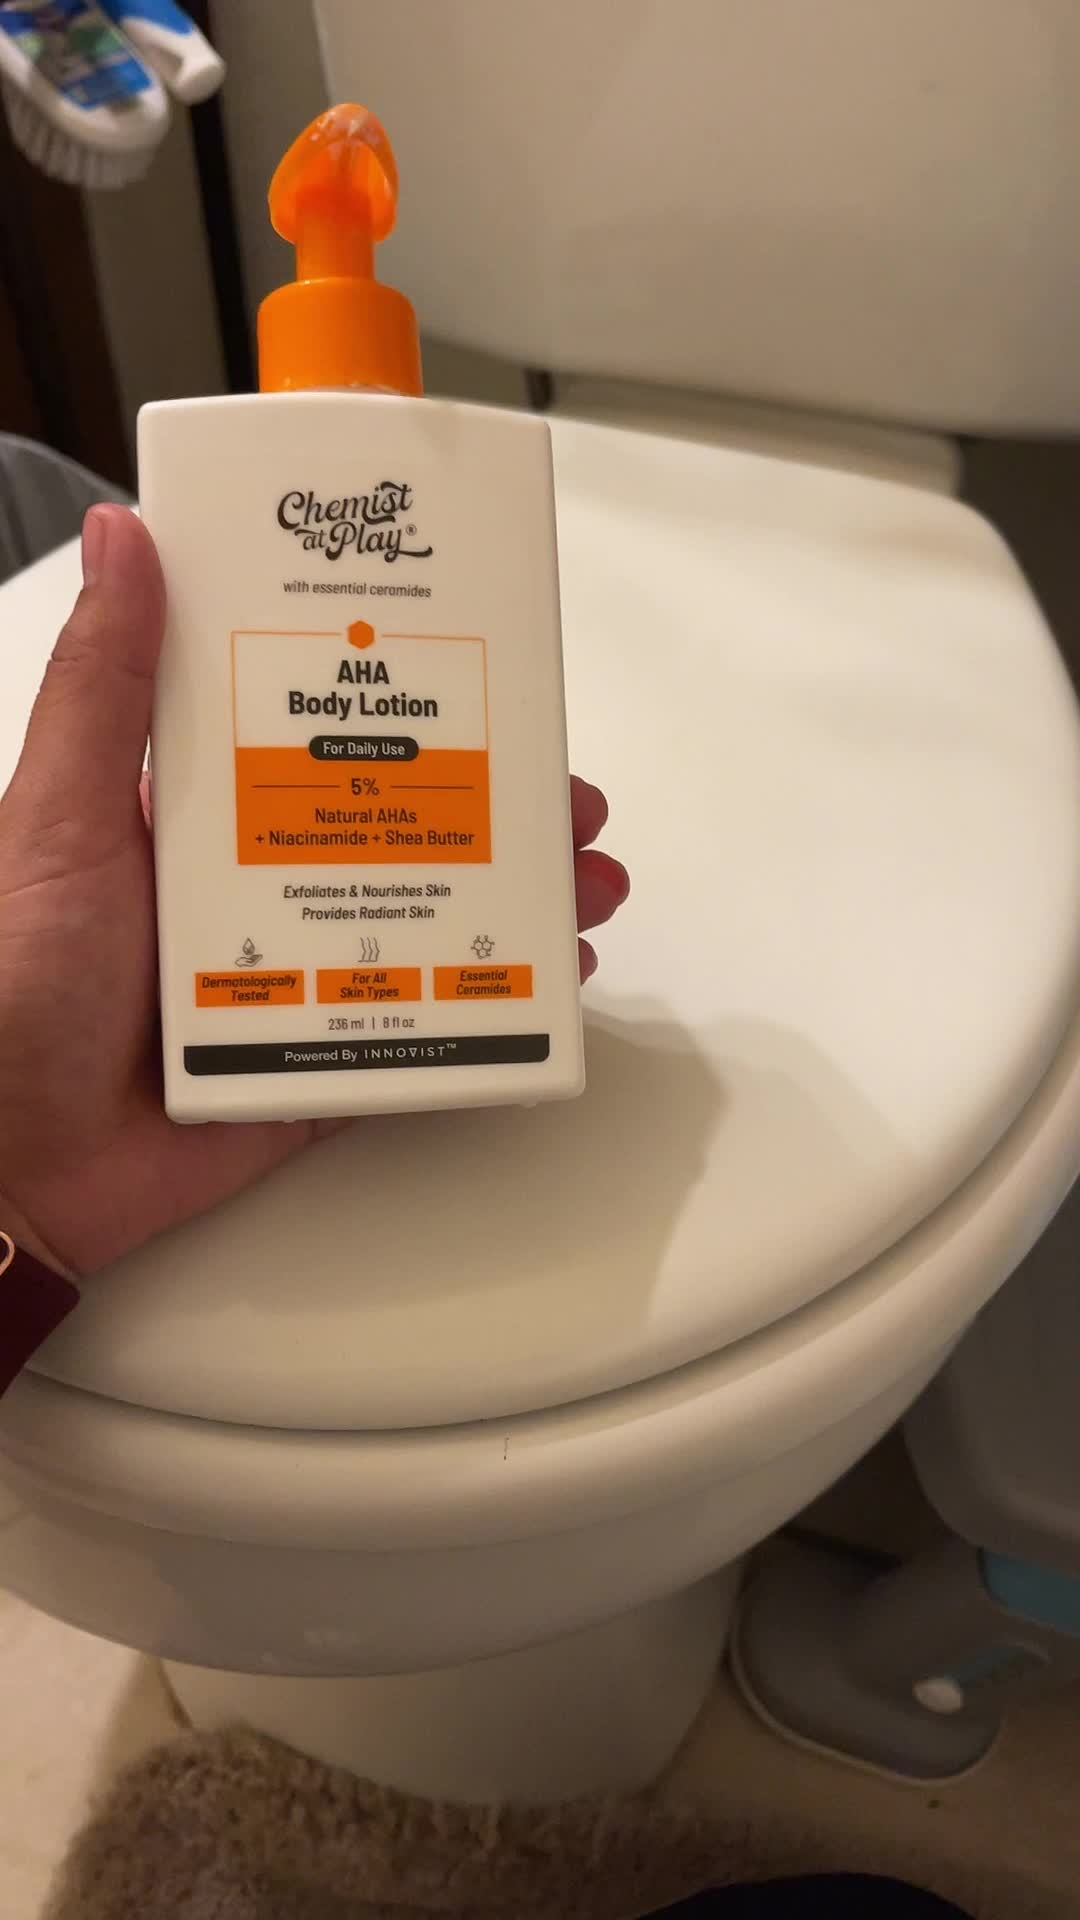 Chemist
at Play®
with essential ceramides
AHA
Body Lotion
For Daily Use
5%
Natural AHAs
+ Niacinamide + Shea Butter
Exfoliates & Nourishes Skin
Provides Radiant Skin
Dermatologically
Tested
For All
Skin Types
Essential
Ceramides
236 ml | 8 fl oz
Powered By INNOVIST™